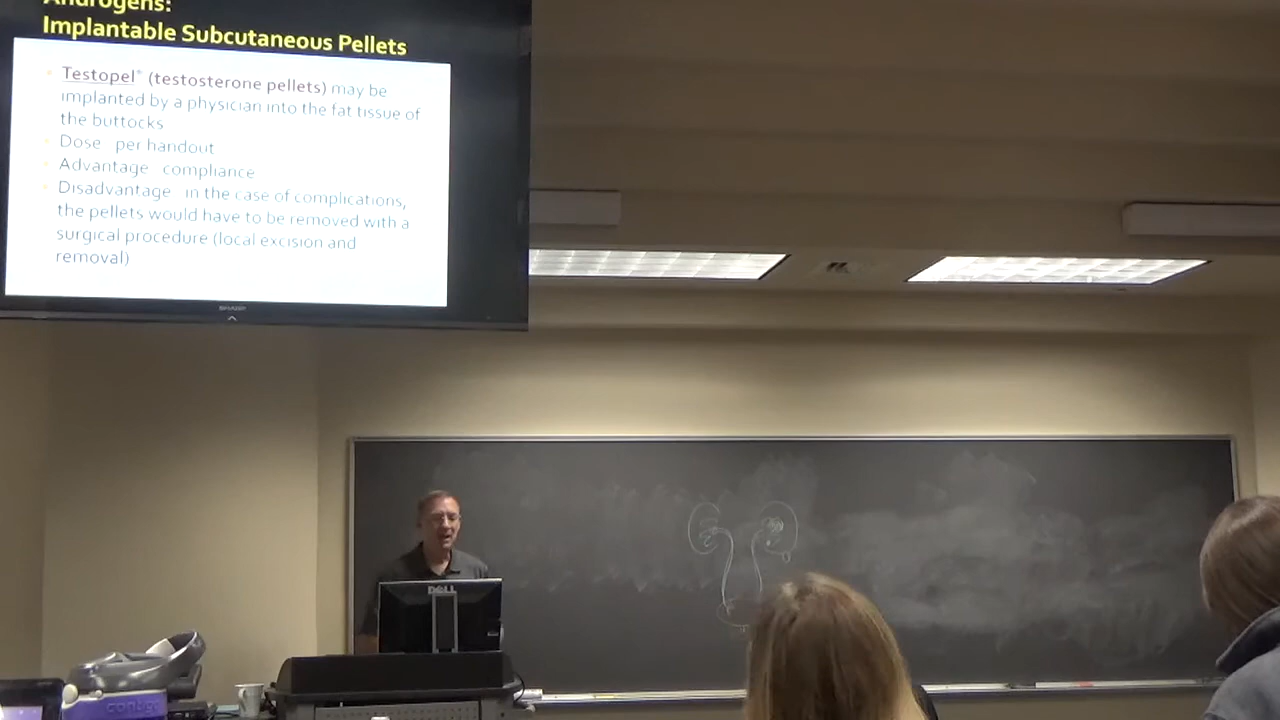 Androgens:
Implantable Subcutaneous Pellets
Testopel® (testosterone pellets) may be
implanted by a physician into the fat tissue of
the buttocks
Dose per handout
Advantage compliance
Disadvantage in the case of complications,
the pellets would have to be removed with a
surgical procedure (local excision and
removal)
SHARP
DELL
contigo